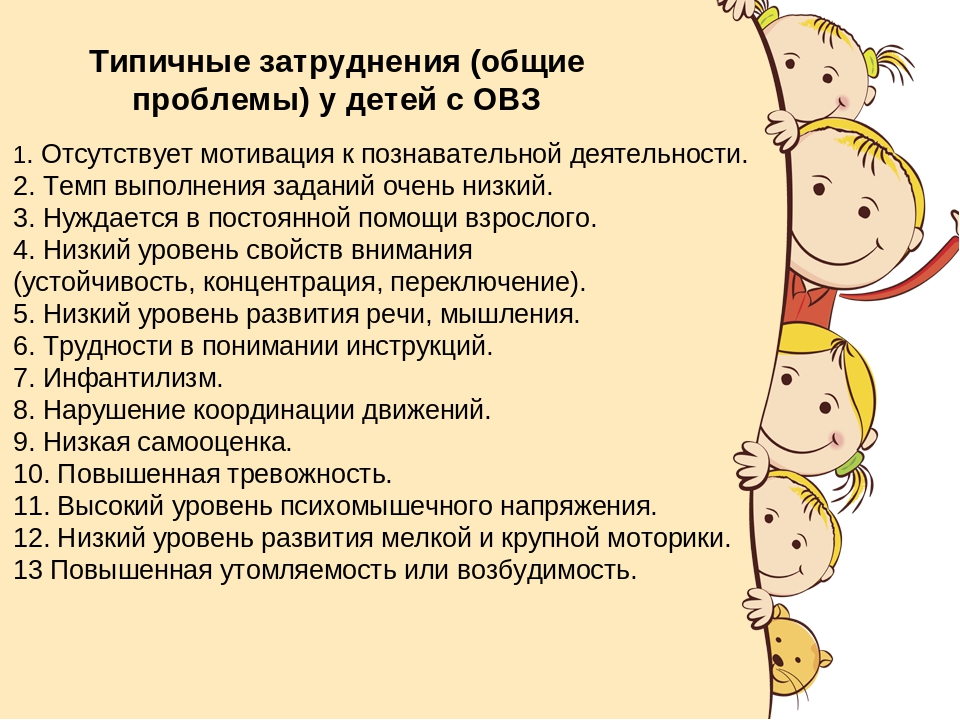 Типичные затруднения (общие
проблемы) у детей с ОВЗ
1. Отсутствует мотивация к познавательной деятельности.
2. Темп выполнения заданий очень низкий.
3. Нуждается в постоянной помощи взрослого.
4. Низкий уровень свойств внимания
(устойчивость, концентрация, переключение).
5. Низкий уровень развития речи, мышления.
6. Трудности в понимании инструкций.
7. Инфантилизм.
8. Нарушение координации движений.
9. Низкая самооценка.
10. Повышенная тревожность.
11. Высокий уровень психомышечного напряжения.
12. Низкий уровень развития мелкой и крупной моторики.
13 Повышенная утомляемость или возбудимость.